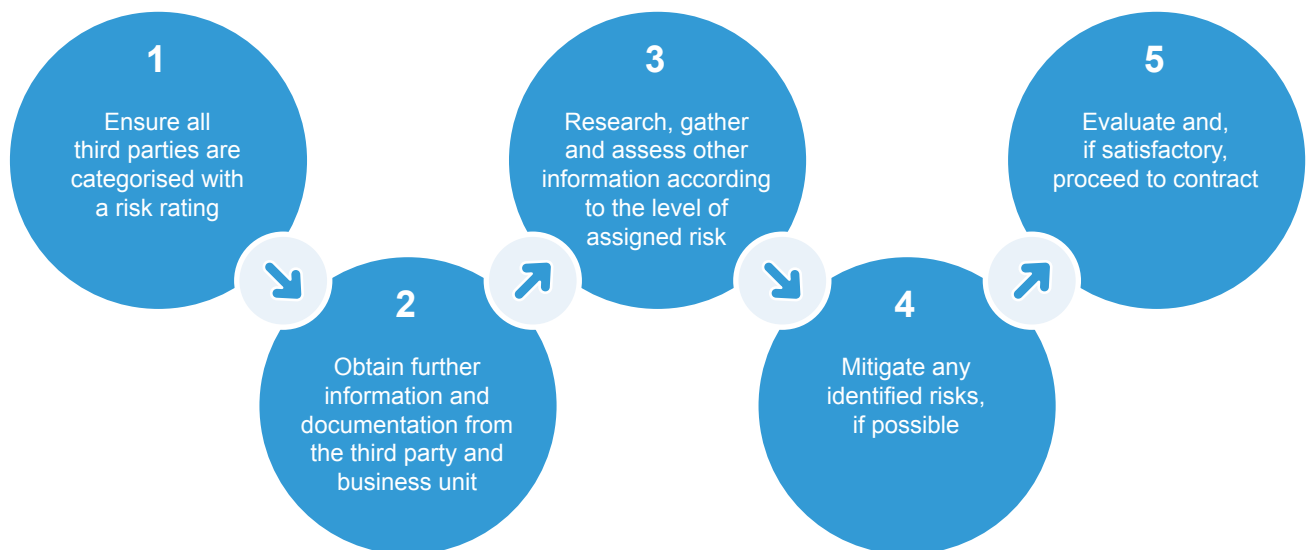 1
Ensure all
third parties are
categorised with
a risk rating
2
Obtain further
information and
documentation from
the third party and
business unit
3
Research, gather
and assess other
information according
to the level of
assigned risk
4
Mitigate any
identified risks,
if possible
5
Evaluate and,
if satisfactory,
proceed to contract